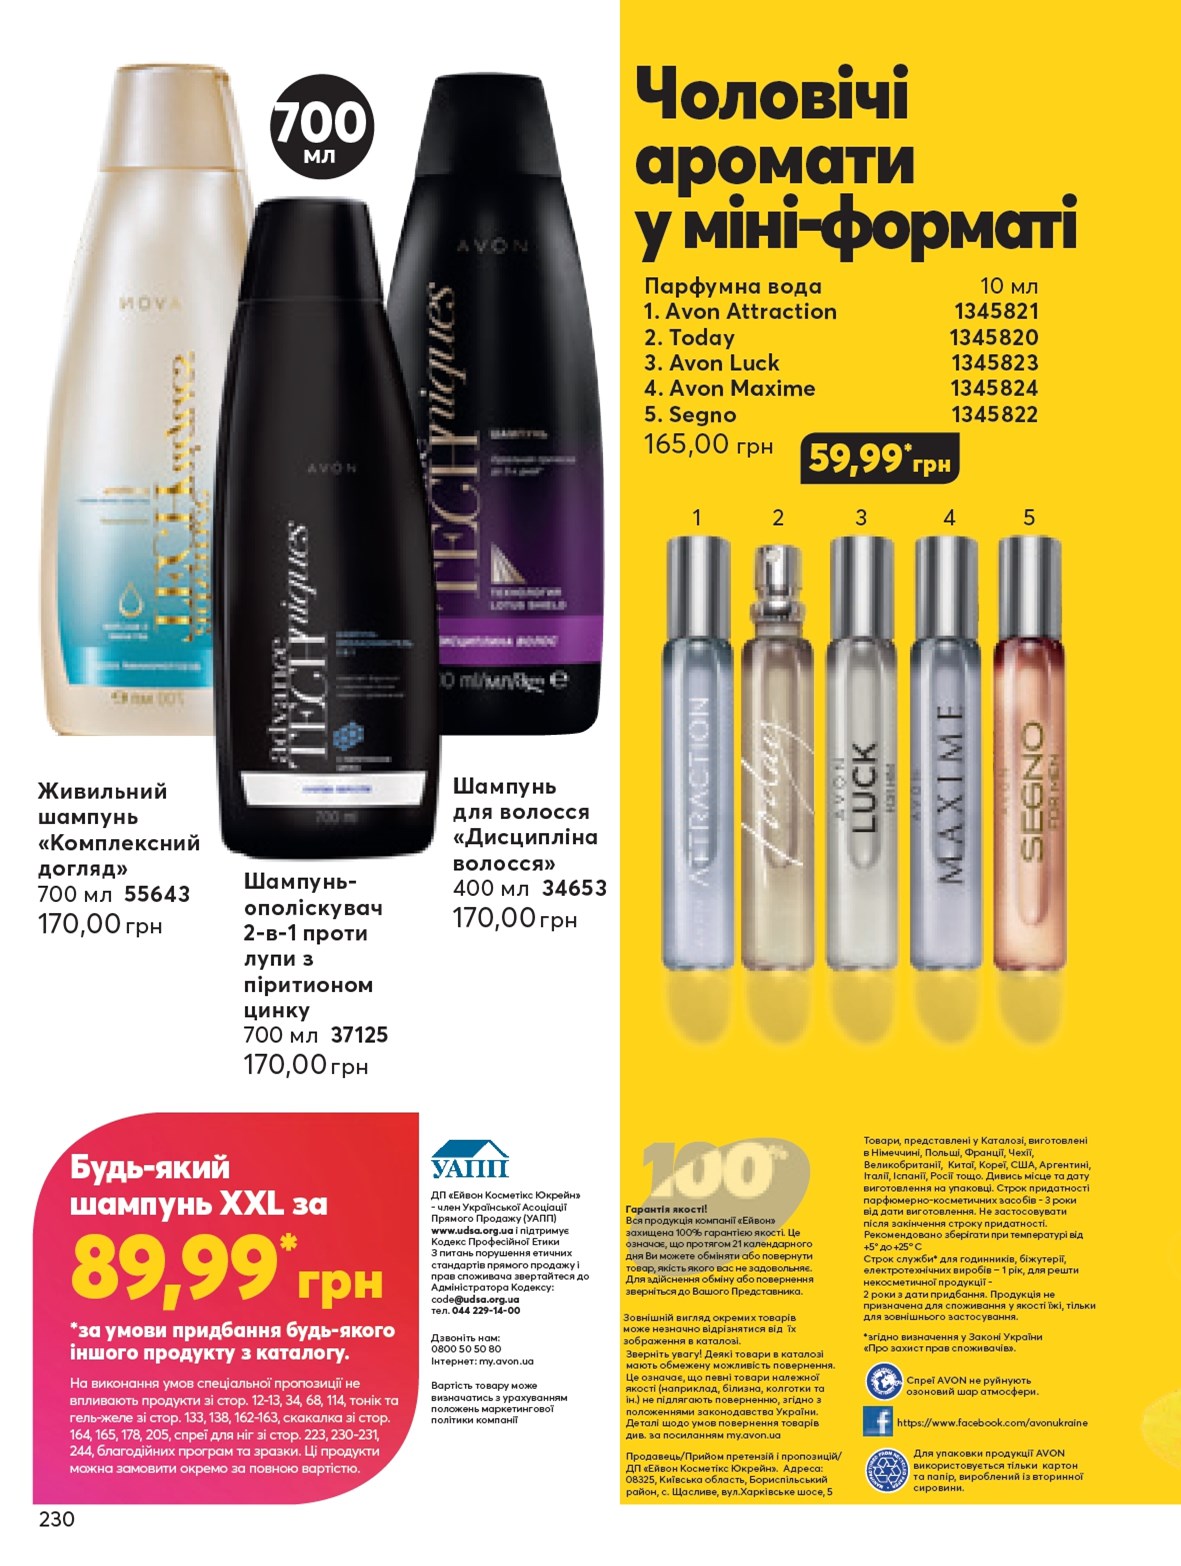 700
мл
AVON
AVON
AVON
advance
TECHniques
ШАМПУНЬ
ТЕХНОЛОГИЯ
LOTUS SHIELD
700 ml
Живильний
шампунь
«Комплексний
догляд»
700 мл 55643
170,00 грн
Шампунь-
ополіскувач
2-в-1 проти
лупи з
піритионом
цинку
700 мл 37125
170,00 грн
Шампунь
для волосся
«Дисципліна
волосся»
400 мл 34653
170,00 грн
Чоловічі
аромати
у міні-форматі
Парфумна вода 10 мл
1. Avon Attraction 1345821
2. Today 1345820
3. Avon Luck 1345823
4. Avon Maxime 1345824
5. Segno 1345822
165,00 грн 59,99* грн
1 2 3 4 5
ATTRACTION
Today
AVON
LUCK
FOR HIM
MAXIME
SEGNO
FOR MEN
Будь-який
шампунь XXL за
89,99* грн
*за умови придбання будь-якого
іншого продукту з каталогу.
На виконання умов спеціальної пропозиції не
впливають продукти зі стор. 12-13, 34, 68, 114, тонік та
гель-желе зі стор. 133, 138, 162-163, скакалка зі стор.
164, 165, 178, 205, спреї для ніг зі стор. 223, 230-231,
244, благодійних програм та зразки. Ці продукти
можна замовити окремо за повною вартістю.
УАПП
ДП «Ейвон Косметікс Юкрейн»
- член Української Асоціації
Прямого Продажу (УАПП)
www.udsa.org.ua і підтримує
Кодекс Професійної Етики
З питань порушення етичних
стандартів прямого продажу і
прав споживача звертайтеся до
Адміністратора Кодексу:
code@udsa.org.ua
тел. 044 229-14-00
Дзвоніть нам:
0800 50 50 80
Інтернет: my.avon.ua
Вартість товару може
визначатись з урахуванням
положень маркетингової
політики компанії
100%
Гарантія якості!
Вся продукція компанії «Ейвон»
захищена 100% гарантією якості. Це
означає, що протягом 21 календарного
дня Ви можете обміняти або повернути
товар, якість якого вас не задовольняє.
Для здійснення обміну або повернення
зверніться до Вашого Представника.
Зовнішній вигляд окремих товарів
може незначно відрізнятися від їх
зображення в каталозі.
Зверніть увагу! Деякі товари в каталозі
мають обмежену можливість повернення.
Це означає, що певні товари належної
якості (наприклад, білизна, колготки та
ін.) не підлягають поверненню, згідно з
положеннями законодавства України.
Деталі щодо умов повернення товарів
див. за посиланням my.avon.ua
Продавець/Прийом претензій і пропозицій/
ДП «Ейвон Косметікс Юкрейн». Адреса:
08325, Київська область, Бориспільський
район, с. Щасливе, вул.Харківське шосе, 5
Товари, представлені у Каталозі, виготовлені
в Німеччині, Польщі, Франції, Чехії,
Великобританії, Китаї, Кореї, США, Аргентині,
Італії, Іспанії, Росії тощо. Дивись місце та дату
виготовлення на упаковці. Строк придатності
парфюмерно-косметичних засобів - 3 роки
від дати виготовлення. Не застосовувати
після закінчення строку придатності.
Рекомендовано зберігати при температурі від
+5° до +25° С
Строк служби* для годинників, біжутерії,
електротехнічних виробів – 1 рік, для решти
некосметичної продукції -
2 роки з дати придбання. Продукція не
призначена для споживання у якості їжі, тільки
для зовнішнього застосування.
*згідно визначення у Законі України
«Про захист прав споживачів».
Спреї AVON не руйнують
озоновий шар атмосфери.
https://www.facebook.com/avonukraine
Для упаковки продукції AVON
використовується тільки картон
та папір, вироблений із вторинної
сировини.
230